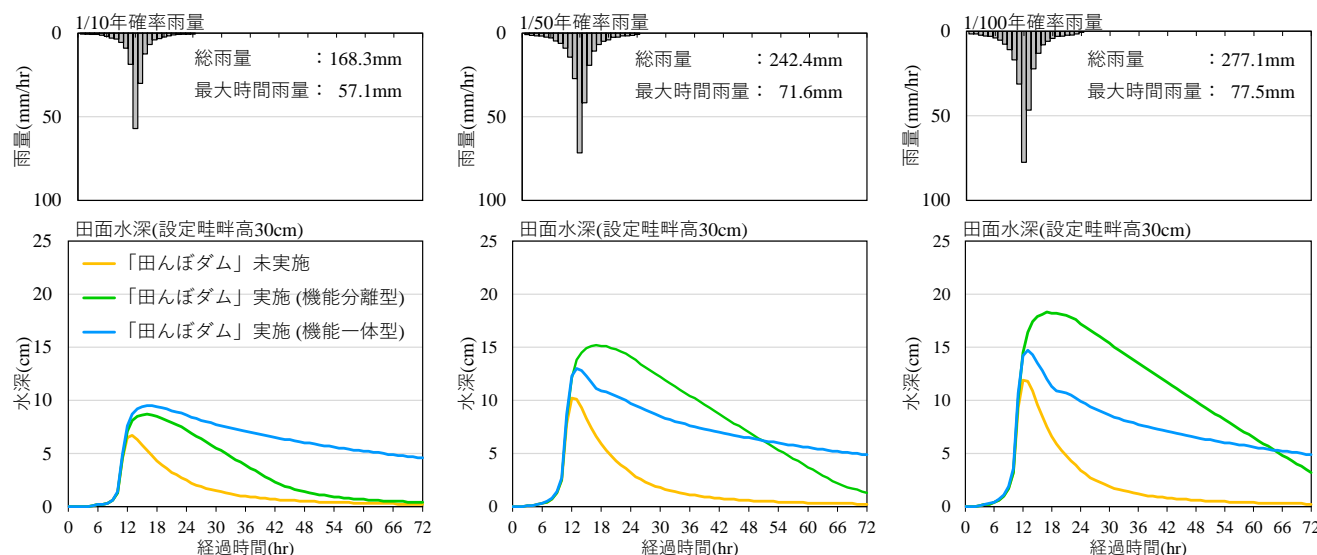 1/10年確率雨量
0
50
100
雨量(mm/hr)
総雨量 ：168.3mm
最大時間雨量： 57.1mm
1/50年確率雨量
0
50
100
雨量(mm/hr)
総雨量 ：242.4mm
最大時間雨量： 71.6mm
1/100年確率雨量
0
50
100
雨量(mm/hr)
総雨量 ：277.1mm
最大時間雨量： 77.5mm
田面水深(設定畦畔高30cm)
25
20
15
10
5
0
水深(cm)
「田んぼダム」未実施
「田んぼダム」実施 (機能分離型)
「田んぼダム」実施 (機能一体型)
0 6 12 18 24 30 36 42 48 54 60 66 72
経過時間(hr)
田面水深(設定畦畔高30cm)
25
20
15
10
5
0
水深(cm)
0 6 12 18 24 30 36 42 48 54 60 66 72
経過時間(hr)
田面水深(設定畦畔高30cm)
25
20
15
10
5
0
水深(cm)
0 6 12 18 24 30 36 42 48 54 60 66 72
経過時間(hr)